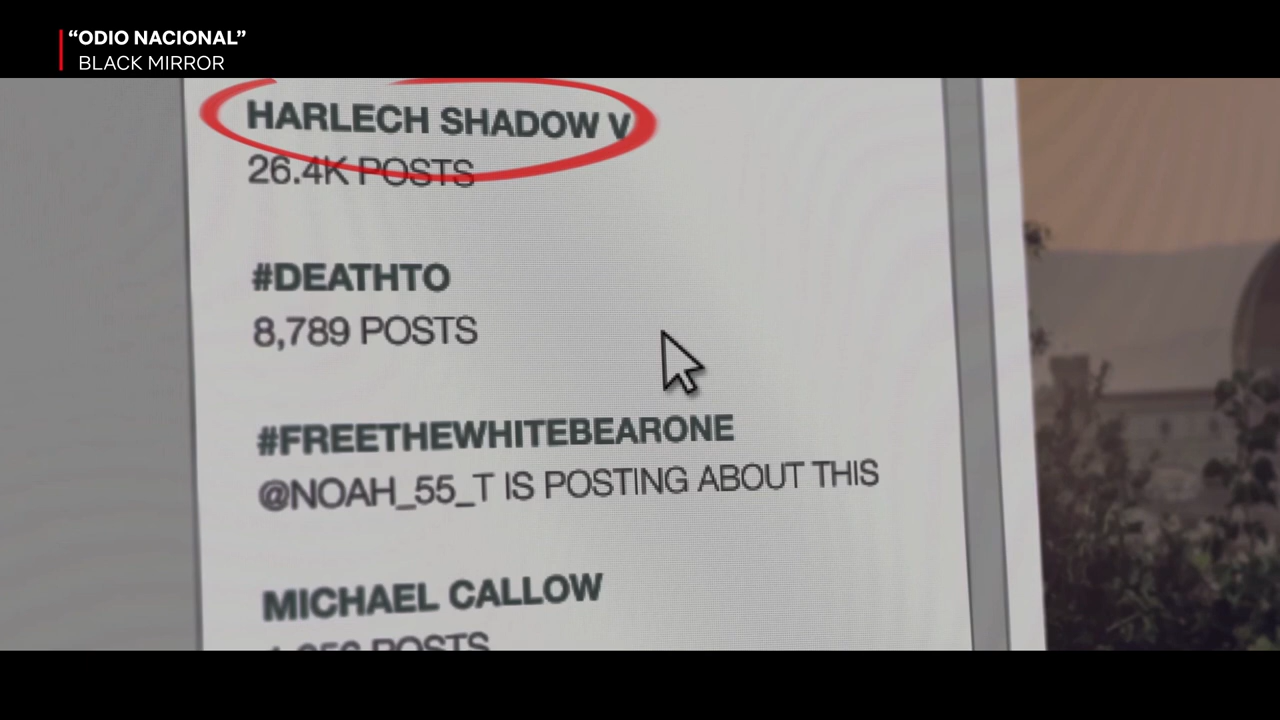 “ODIO NACIONAL”
BLACK MIRROR
HARLECH SHADOW V
26.4K POSTS
#DEATHTO
8,789 POSTS
#FREETHEWHITEBEARONE
@NOAH_55_T IS POSTING ABOUT THIS
MICHAEL CALLOW
POSTS